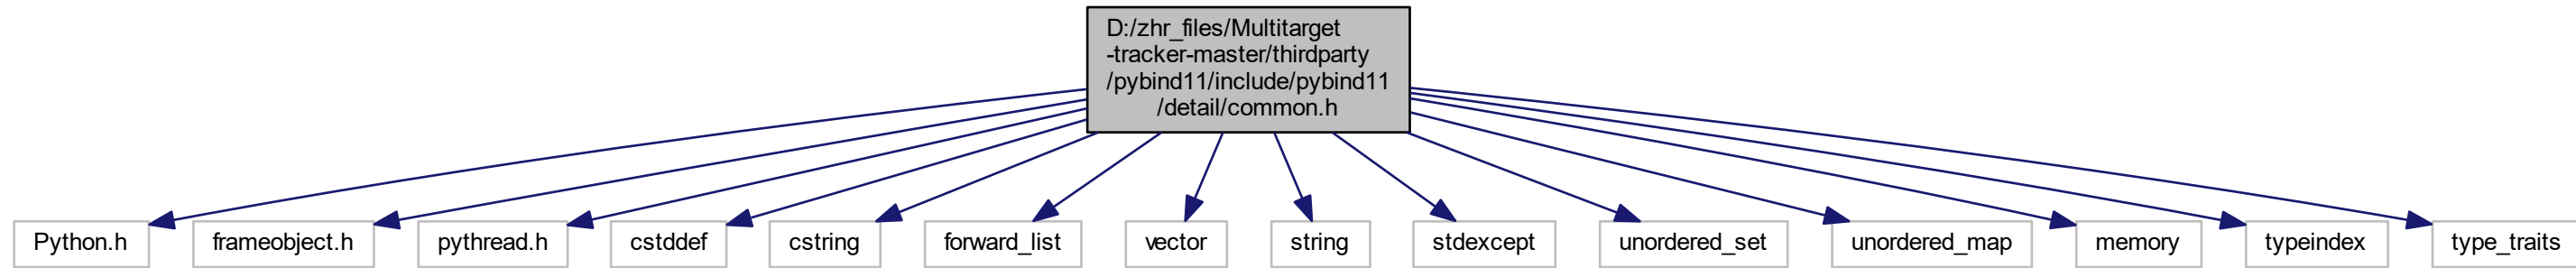 D:/zhr_files/Multitarget
-tracker-master/thirdparty
/pybind11/include/pybind11
/detail/common.h
Python.h
frameobject.h
pythread.h
cstddef
cstring
forward_list
vector
string
stdexcept
unordered_set
unordered_map
memory
typeindex
type_traits